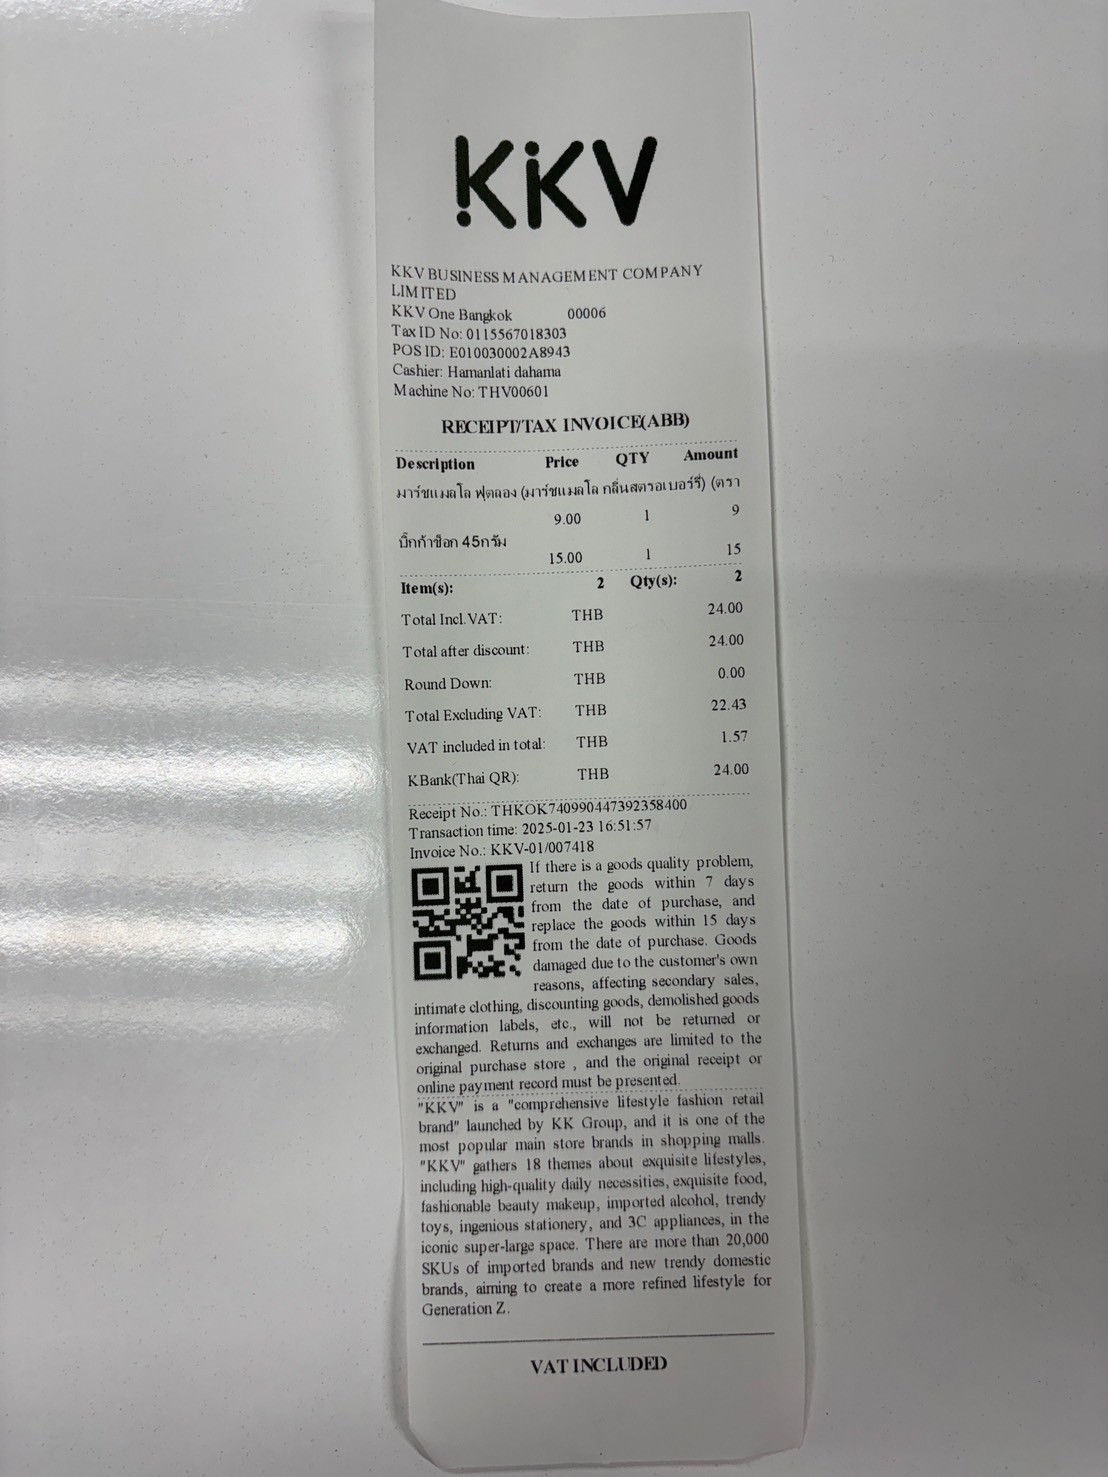 KKV
KKV BUSINESS MANAGEMENT COMPANY
LIMITED
KKV One Bangkok 00006
Tax ID No: 0115567018303
POS ID: E010030002A8943
Cashier: Hamanlati dahama
Machine No: THV00601
RECEIPT/TAX INVOICE(ABB)
Description Price QTY Amount
มาร์ชแมลโล ฟุตลอง (มาร์ชแมลโล กลิ่นสตรอเบอร์รี่) (ตรา
9.00 1 9
บิ๊กก้าช็อก 45กรัม
15.00 1 15
Item(s): 2 Qty(s): 2
Total Incl.VAT: THB 24.00
Total after discount: THB 24.00
Round Down: THB 0.00
Total Excluding VAT: THB 22.43
VAT included in total: THB 1.57
KBank(Thai QR): THB 24.00
Receipt No.: THKOK740990447392358400
Transaction time: 2025-01-23 16:51:57
Invoice No.: KKV-01/007418
If there is a goods quality problem,
return the goods within 7 days
from the date of purchase, and
replace the goods within 15 days
from the date of purchase. Goods
damaged due to the customer's own
reasons, affecting secondary sales,
intimate clothing, discounting goods, demolished goods
information labels, etc., will not be returned or
exchanged. Returns and exchanges are limited to the
original purchase store , and the original receipt or
online payment record must be presented.
"KKV" is a "comprehensive lifestyle fashion retail
brand" launched by KK Group, and it is one of the
most popular main store brands in shopping malls.
"KKV" gathers 18 themes about exquisite lifestyles,
including high-quality daily necessities, exquisite food,
fashionable beauty makeup, imported alcohol, trendy
toys, ingenious stationery, and 3C appliances, in the
iconic super-large space. There are more than 20,000
SKUs of imported brands and new trendy domestic
brands, aiming to create a more refined lifestyle for
Generation Z.
VAT INCLUDED